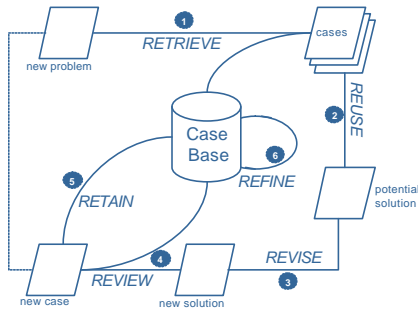 1
cases
RETRIEVE
new problem
2
REUSE
Case
Base
6
REFINE
5
RETAIN
potential
solution
4
REVIEW
REVISE
3
new case
new solution